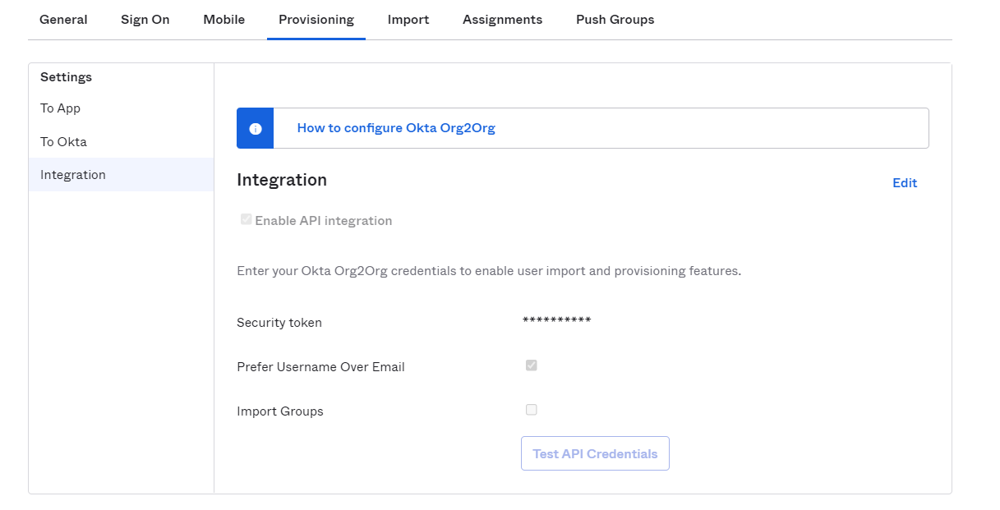 General Sign On Mobile Provisioning Import Assignments Push Groups
Settings
To App
To Okta
Integration
How to configure Okta Org2Org
Integration
Edit
Enable API integration
Enter your Okta Org2Org credentials to enable user import and provisioning features.
Security token **********
Prefer Username Over Email
Import Groups
Test API Credentials